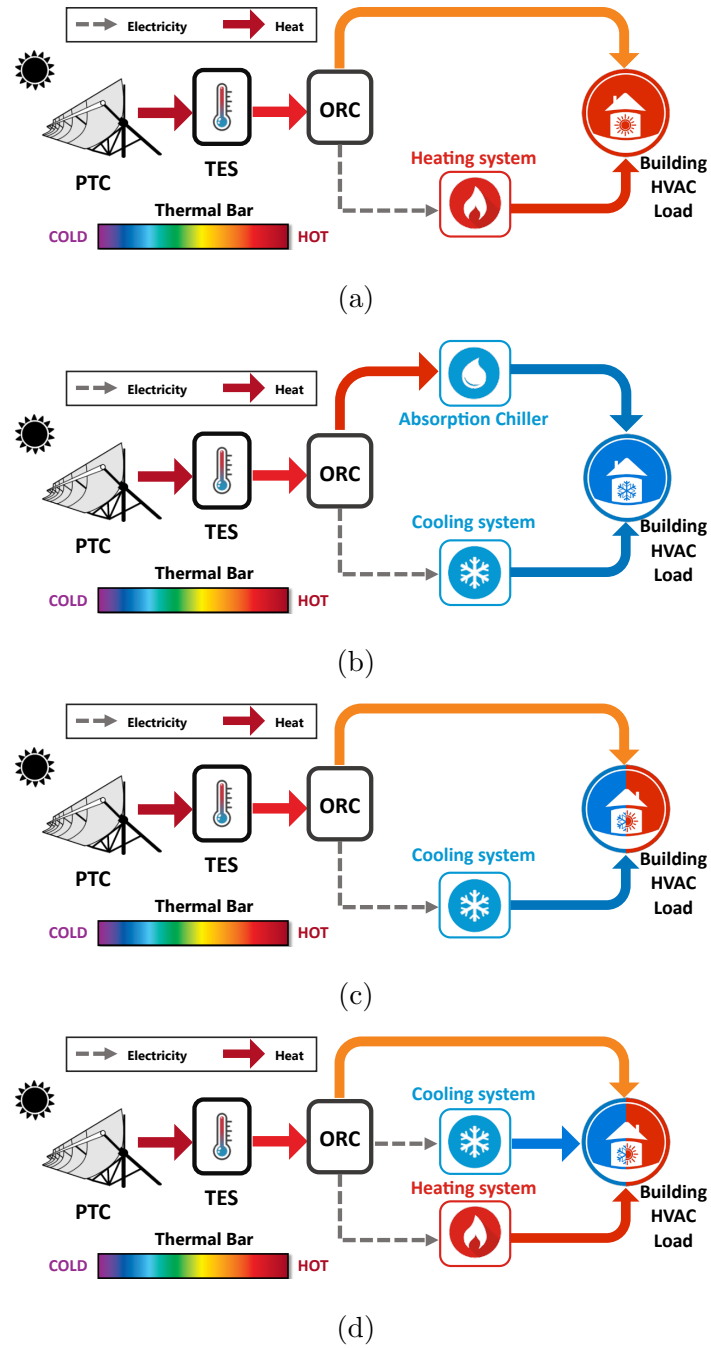 Electricity
Heat
ORC
TES
PTC
Heating system
Building
HVAC
Load
Thermal Bar
COLD
HOT
(a)
Electricity
Heat
Absorption Chiller
ORC
TES
PTC
Cooling system
Building
HVAC
Load
Thermal Bar
COLD
HOT
(b)
Electricity
Heat
ORC
TES
PTC
Cooling system
Building
HVAC
Load
Thermal Bar
COLD
HOT
(c)
Electricity
Heat
Cooling system
ORC
TES
PTC
Heating system
Building
HVAC
Load
Thermal Bar
COLD
HOT
(d)